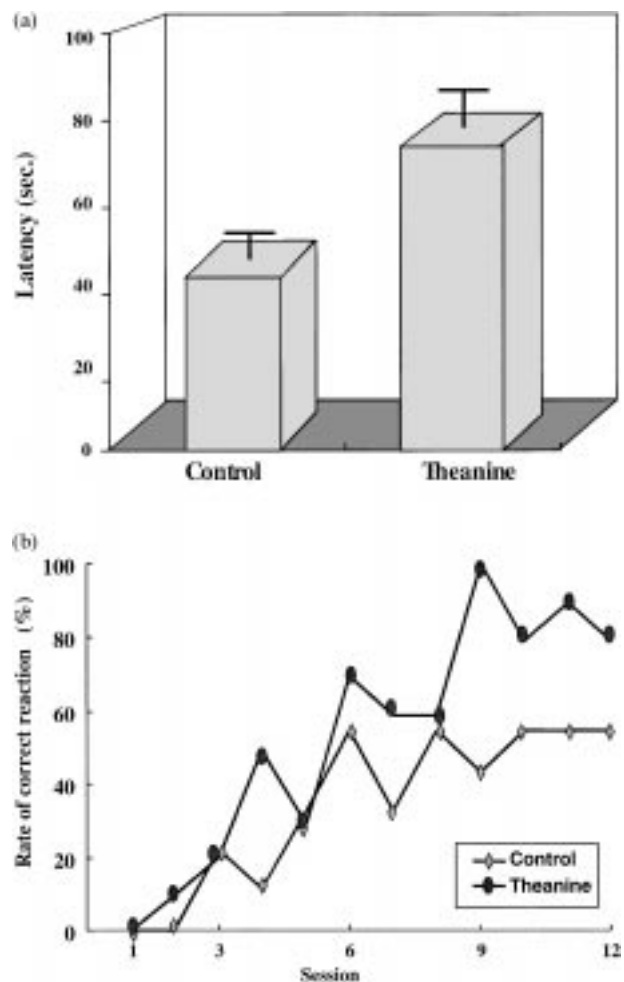 (a)
100
80
60
40
20
0
Latency (sec.)
Control Theanine
(b)
100
80
60
40
20
0
Rate of correct reaction (%)
Control
Theanine
1 3 6 9 12
Session